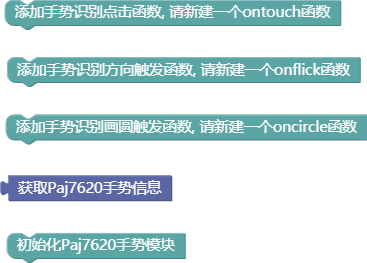 添加手势识别点击函数, 请新建一个ontouch函数
添加手势识别方向触发函数, 请新建一个onflick函数
添加手势识别画圆触发函数, 请新建一个oncircle函数
获取Paj7620手势信息
初始化Paj7620手势模块